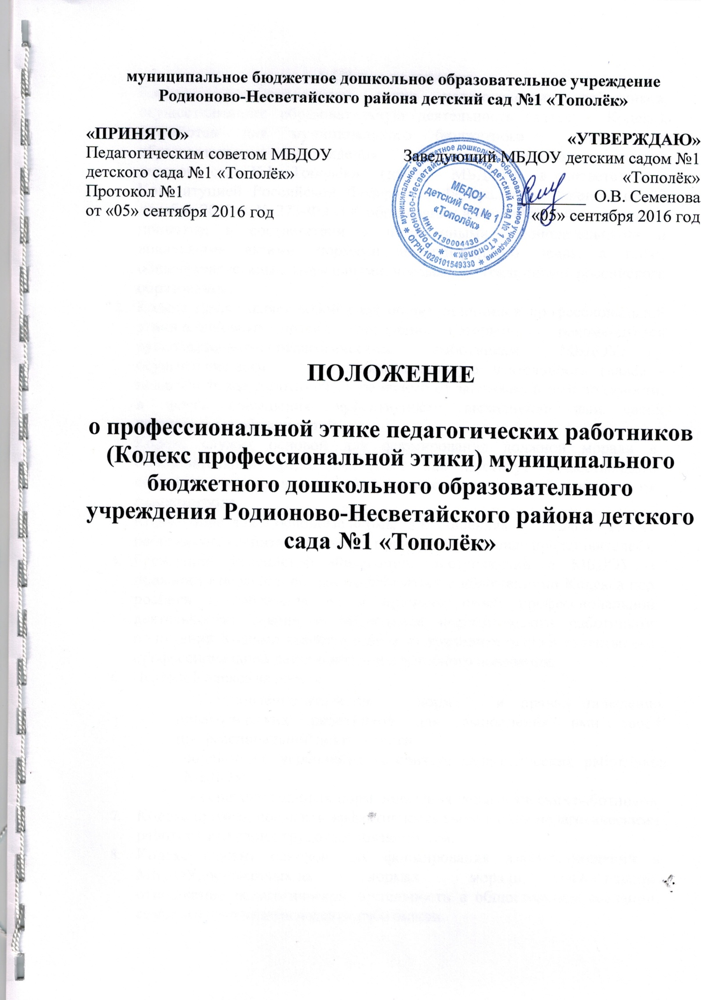 муниципальное бюджетное дошкольное образовательное учреждение
Родионово-Несветайского района детский сад №1 «Тополёк»
«ПРИНЯТО»
Педагогическим советом МБДОУ
детского сада №1 «Тополёк»
Протокол №1
от «05» сентября 2016 год
«УТВЕРЖДАЮ»
Заведующий МБДОУ детским садом №1
«Тополёк»
О.В. Семенова
«05» сентября 2016 год
муниципальное бюджетное дошкольное образовательное учреждение
ОГРН 1026101549330
Родионово-Несветайского района детский сад № 1 «Тополёк»
ИНН 6130004430
МБДОУ
детский сад № 1
«Тополёк»
ПОЛОЖЕНИЕ
о профессиональной этике педагогических работников
(Кодекс профессиональной этики) муниципального
бюджетного дошкольного образовательного
учреждения Родионово-Несветайского района детского
сада №1 «Тополёк»